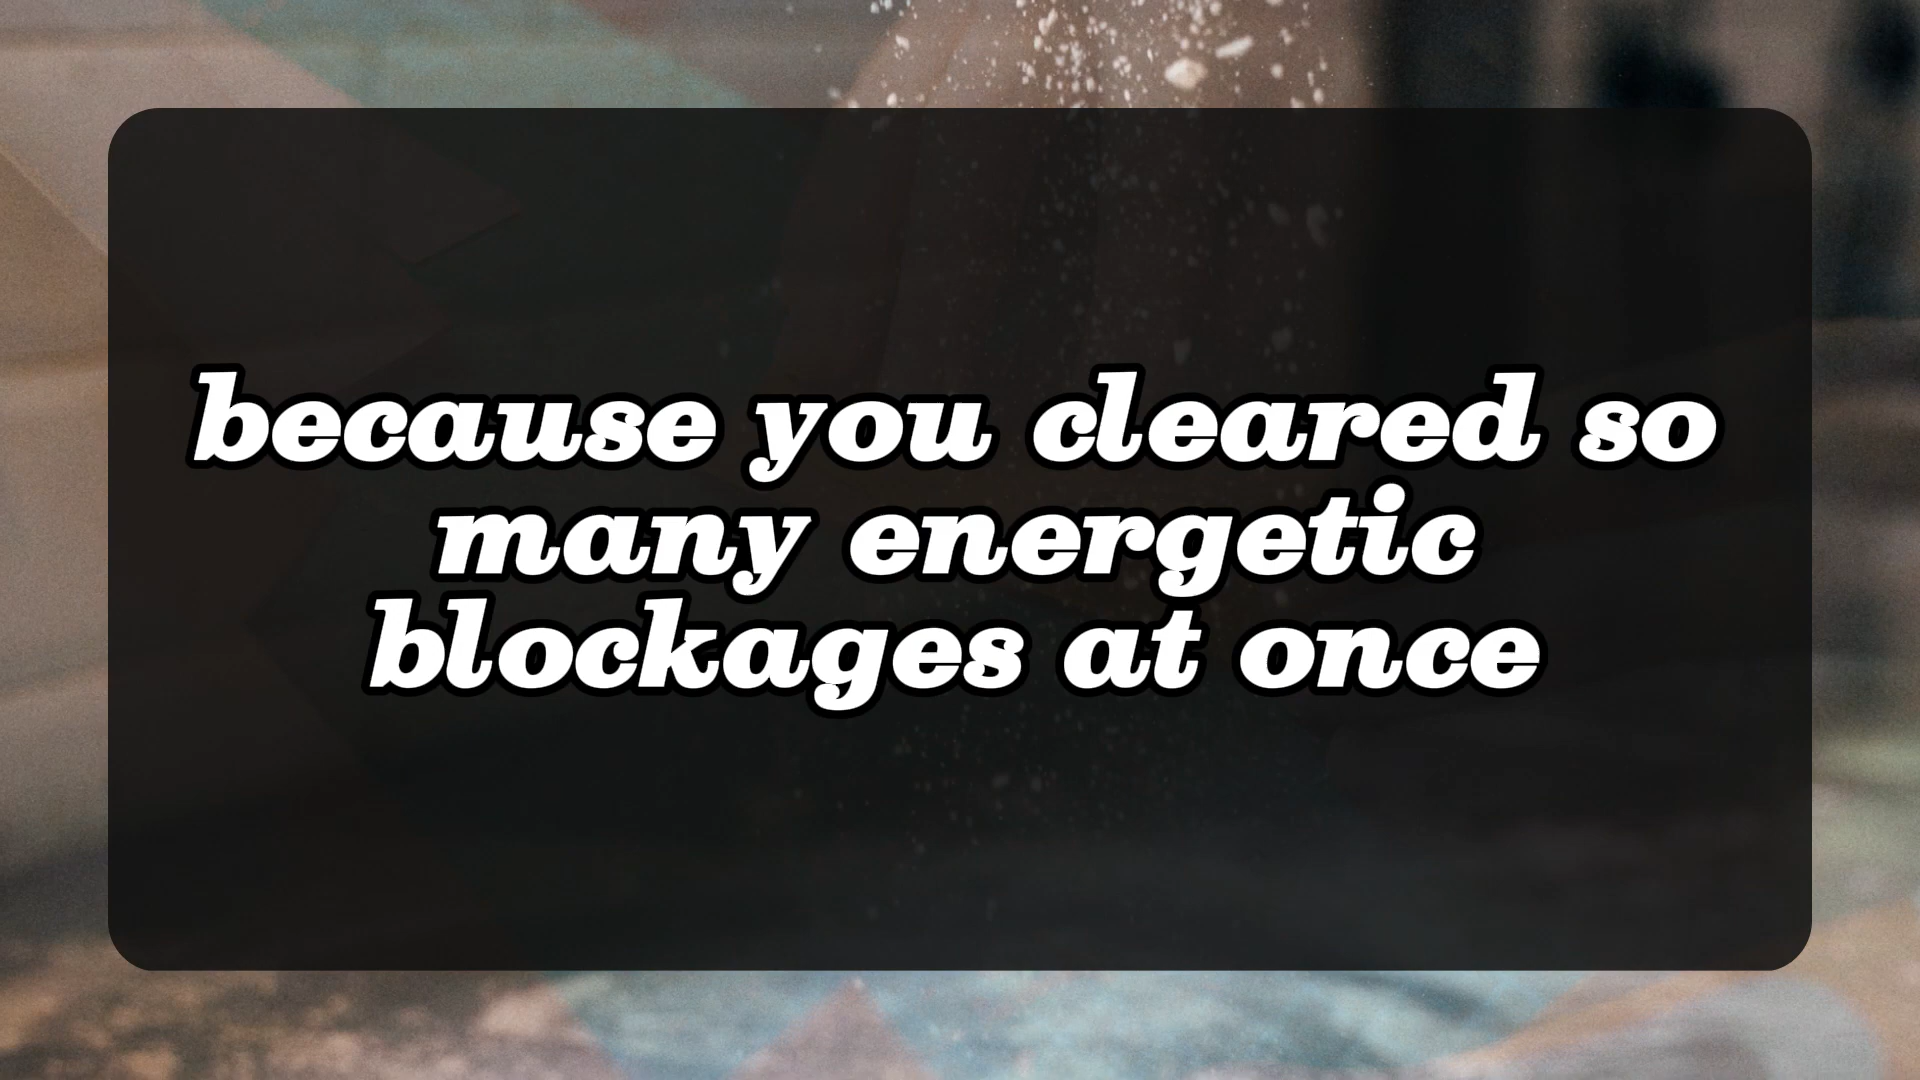 because you cleared so
many energetic
blockages at once